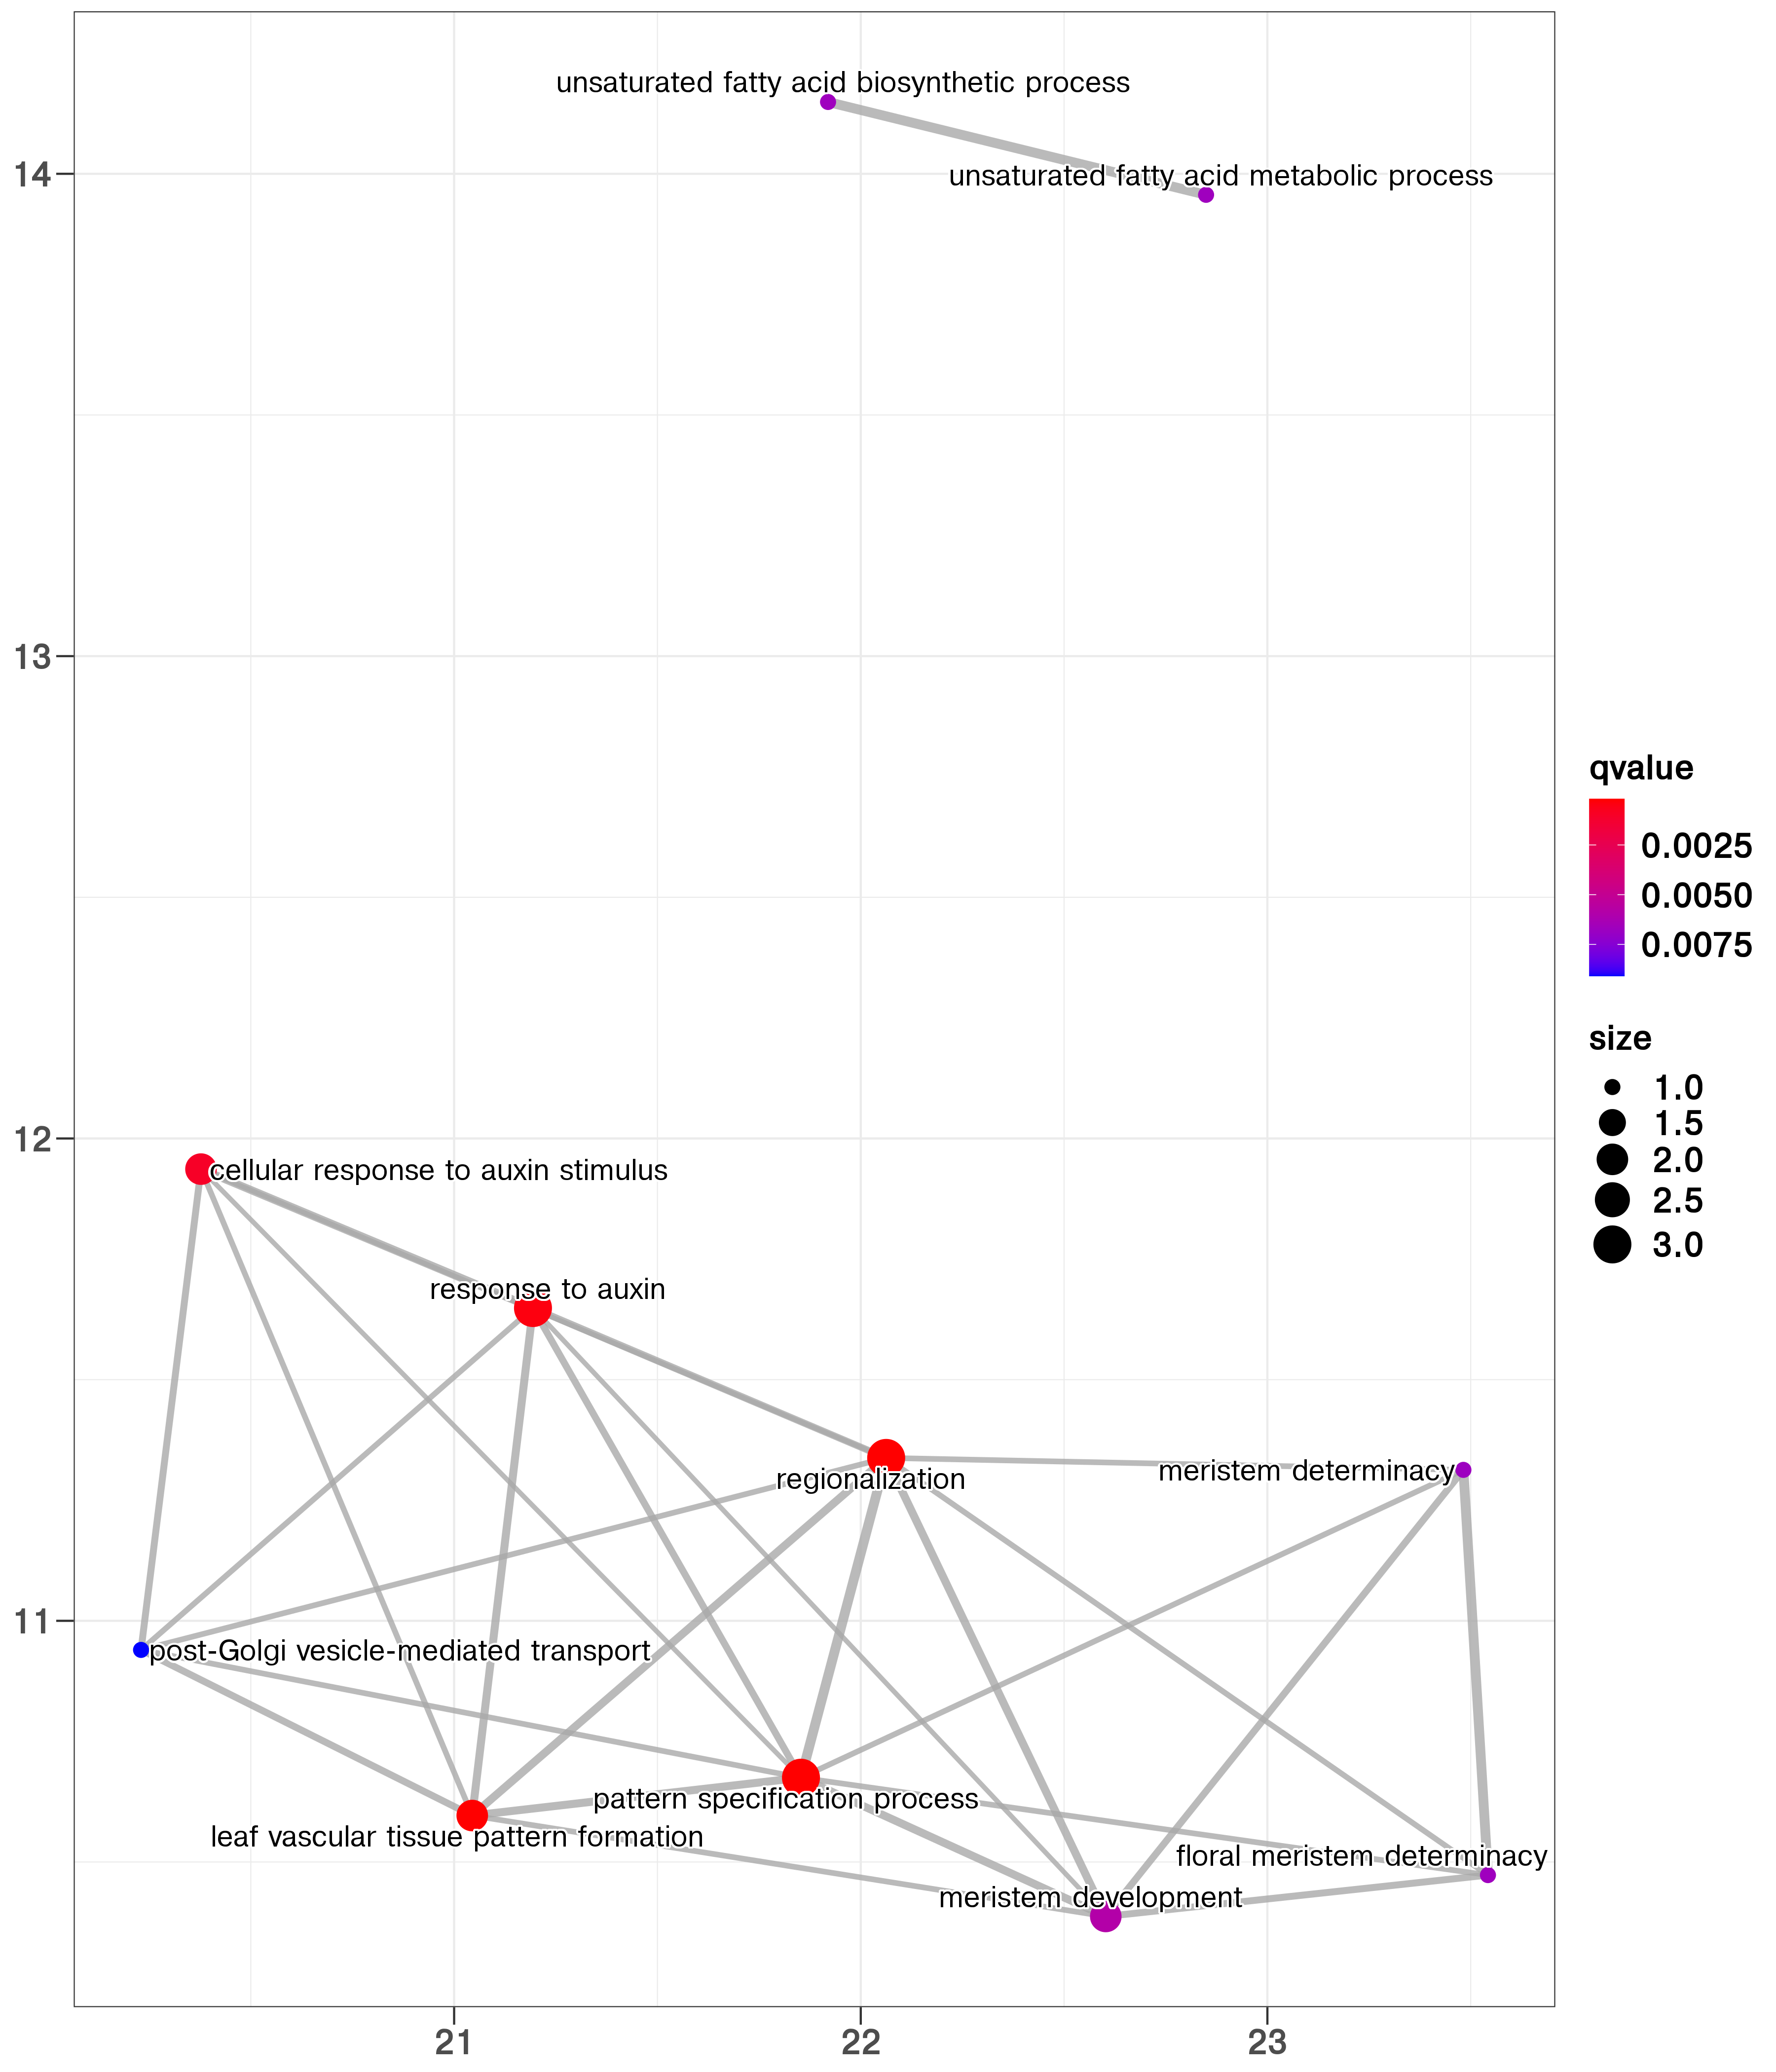 unsaturated fatty acid biosynthetic process
unsaturated fatty acid metabolic process
cellular response to auxin stimulus
response to auxin
regionalization
meristem determinacy
post-Golgi vesicle-mediated transport
pattern specification process
leaf vascular tissue pattern formation
floral meristem determinacy
meristem development
14
13
12
11
21
22
23
qvalue
0.0025
0.0050
0.0075
size
1.0
1.5
2.0
2.5
3.0